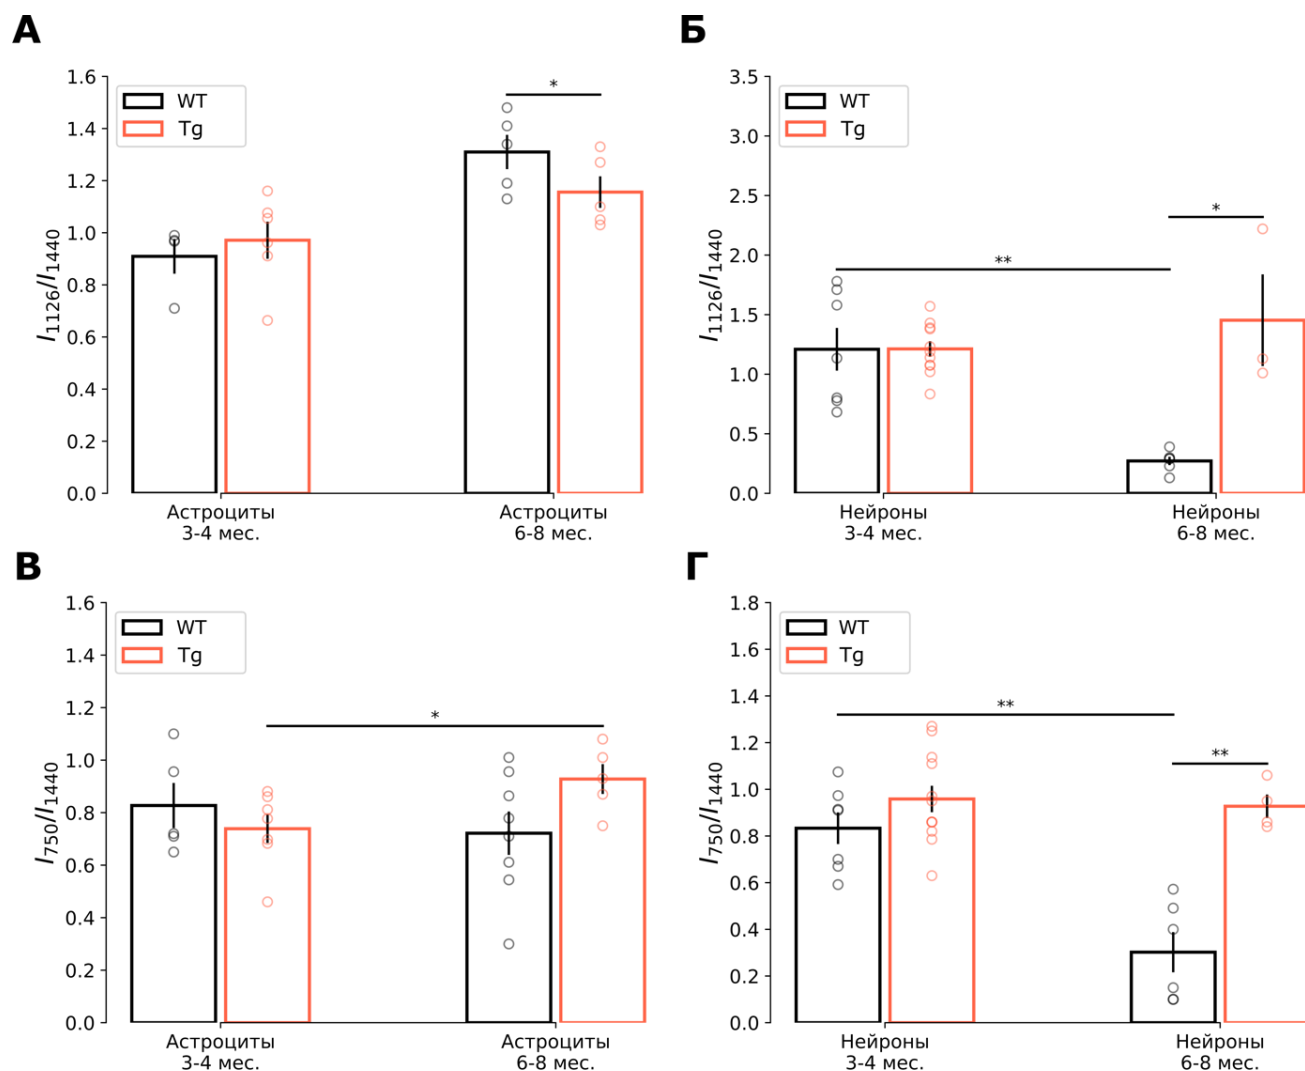 А
1.6
1.4
1.2
1.0
0.8
0.6
0.4
0.2
0.0
I1126/I1440
WT
Tg
*
Астроциты
3-4 мес.
Астроциты
6-8 мес.
Б
3.5
3.0
2.5
2.0
1.5
1.0
0.5
0.0
I1126/I1440
WT
Tg
**
*
Нейроны
3-4 мес.
Нейроны
6-8 мес.
В
1.6
1.4
1.2
1.0
0.8
0.6
0.4
0.2
0.0
I750/I1440
WT
Tg
*
Астроциты
3-4 мес.
Астроциты
6-8 мес.
Г
1.8
1.6
1.4
1.2
1.0
0.8
0.6
0.4
0.2
0.0
I750/I1440
WT
Tg
**
**
Нейроны
3-4 мес.
Нейроны
6-8 мес.